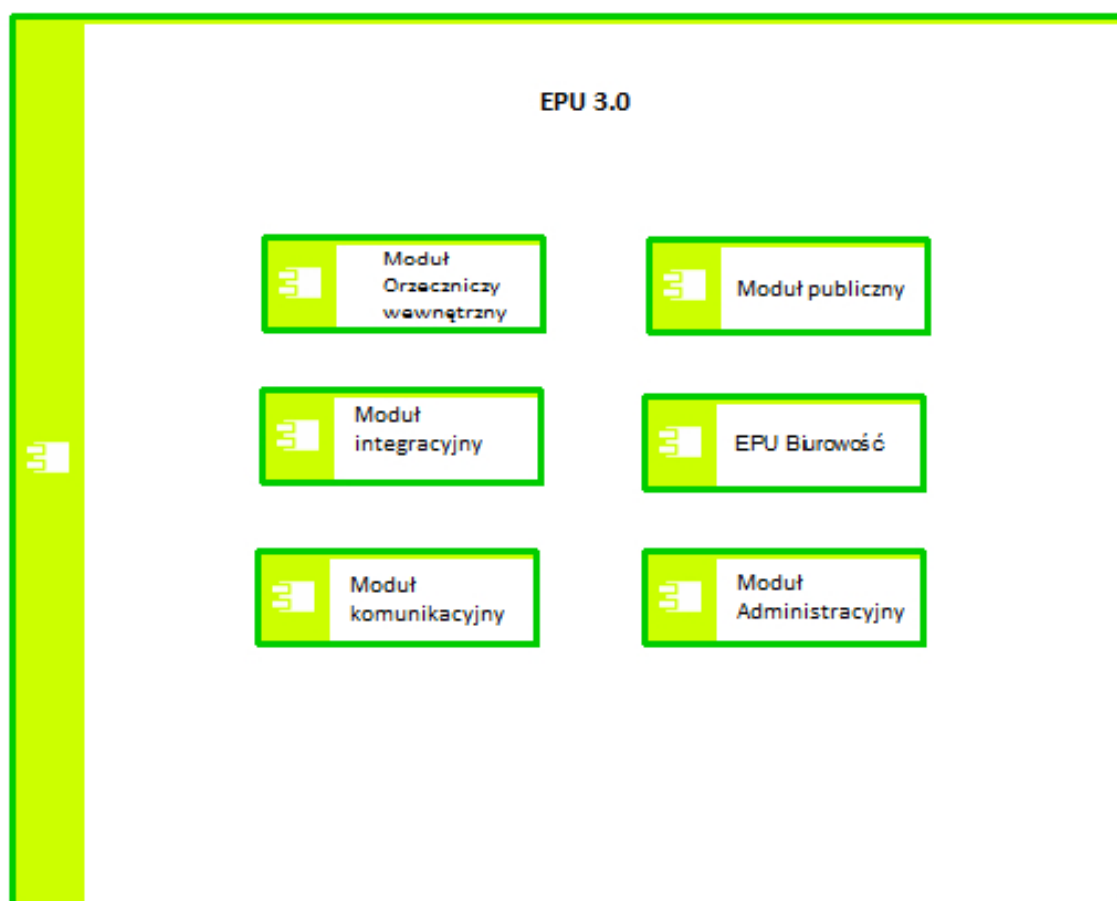 EPU 3.0
Moduł
Orzeczniczy
wewnętrzny
Moduł publiczny
Moduł
integracyjny
EPU Biurowość
Moduł
komunikacyjny
Moduł
Administracyjny